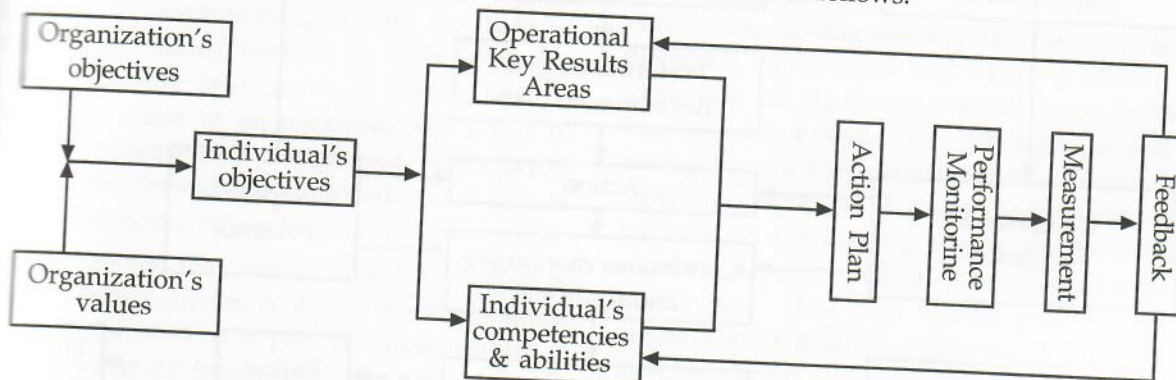 ollows.
Organization's
objectives
Operational
Key Results
Areas
Individual's
objectives
Action Plan
Performance
Monitorine
Measurement
Feedback
Organization's
values
Individual's
competencies
& abilities